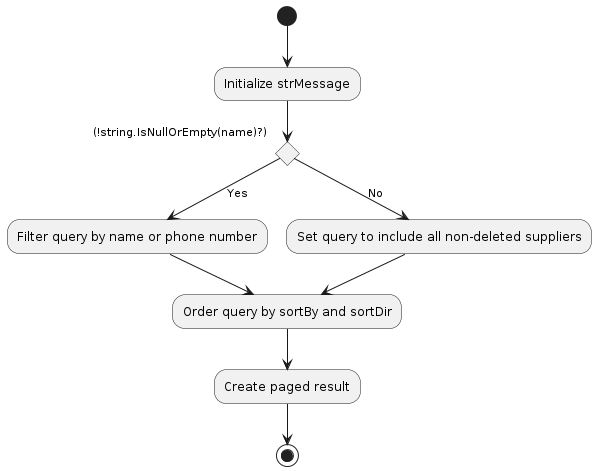 Initialize strMessage
(!string.IsNullOrEmpty(name)?)
Yes
No
Filter query by name or phone number
Set query to include all non-deleted suppliers
Order query by sortBy and sortDir
Create paged result